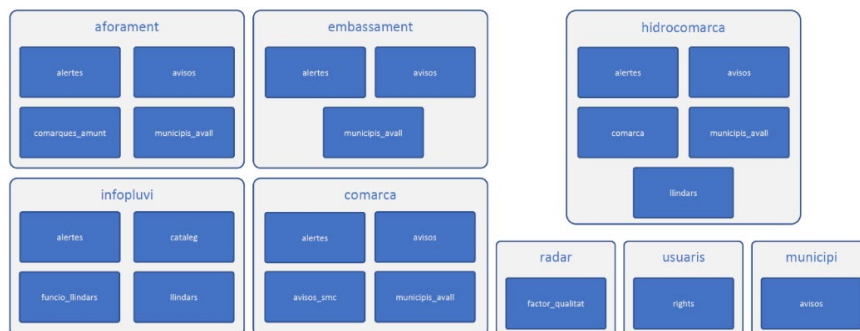 aforament
alertes
avisos
comarques_amunt
municipis_avall
embassament
alertes
avisos
municipis_avall
hidrocomarca
alertes
avisos
comarca
municipis_avall
llindars
infopluvi
alertes
cataleg
funcio_llindars
llindars
comarca
alertes
avisos
avisos_smc
municipis_avall
radar
factor_qualitat
usuaris
rights
municipi
avisos